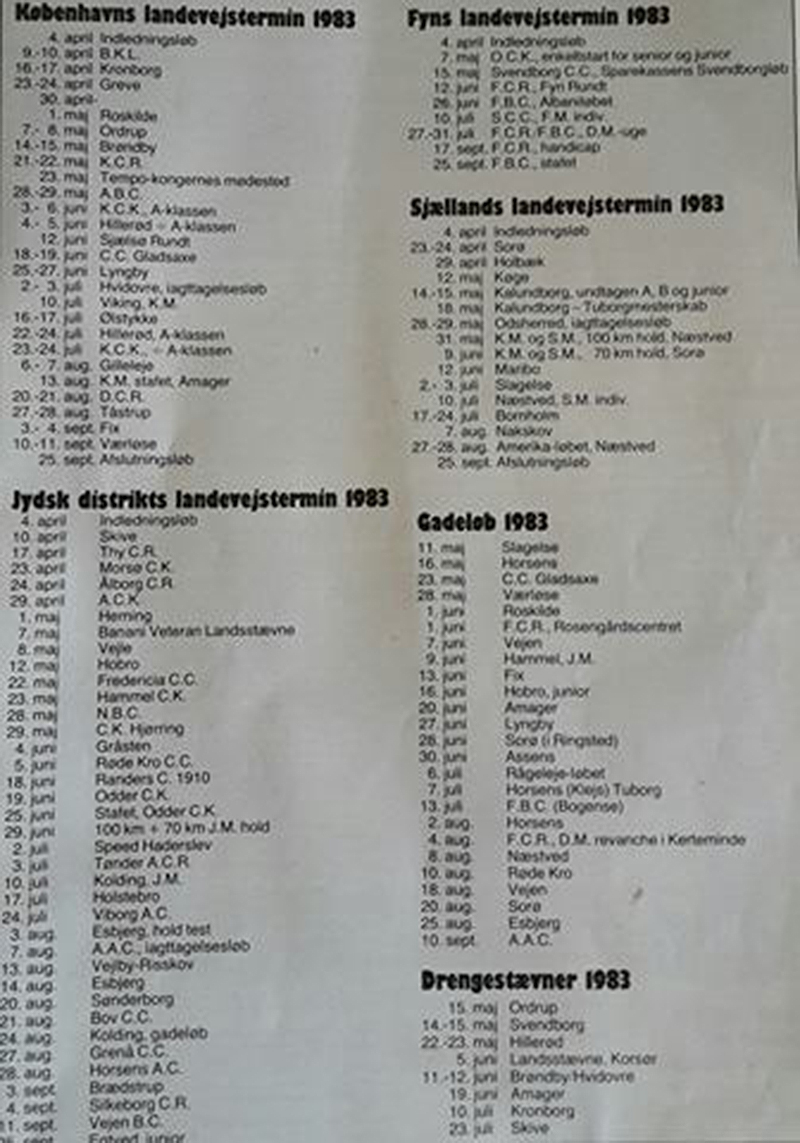 Københavns landevejstermin 1983
4. april Indledningsløb
9.-10. april B.K.L.
16.-17. april Kronborg
23.-24. april Greve
30. april-
1. maj Roskilde
7.- 8. maj Ordrup
14.-15. maj Brøndby
21.-22. maj K.C.R.
23. maj Tempo-kongernes mødested
28.-29. maj A.B.C.
3.- 6. juni K.C.K., A-klassen
4.- 5. juni Hillerød ÷ A-klassen
12. juni Sjælsø Rundt
18.-19. juni C.C. Gladsaxe
25.-27. juni Lyngby
2.- 3. juli Hvidovre, iagttagelsesløb
10. juli Viking, K.M.
16.-17. juli Ølstykke
22.-24. juli Hillerød, A-klassen
23.-24. juli K.C.K., ÷ A-klassen
6.- 7. aug. Gilleleje
13. aug. K.M. stafet, Amager
20.-21. aug. D.C.R.
27.-28. aug. Tåstrup
3.- 4. sept. Fix
10.-11. sept. Værløse
25. sept. Afslutningsløb
Jydsk distrikts landevejstermin 1983
4. april Indledningsløb
10. april Skive
17. april Thy C.R.
23. april Morsø C.K.
24. april Ålborg C.R.
29. april A.C.K.
1. maj Herning
7. maj Banani Veteran Landsstævne
8. maj Vejle
12. maj Hobro
22. maj Fredericia C.C.
23. maj Hammel C.K.
28. maj N.B.C.
29. maj C.K. Hjørring
4. juni Gråsten
5. juni Røde Kro C.C.
18. juni Randers C. 1910
19. juni Odder C.K.
25. juni Stafet, Odder C.K.
29. juni 100 km + 70 km J.M. hold
2. juli Speed Haderslev
3. juli Tønder A.C.R.
10. juli Kolding, J.M.
17. juli Holstebro
24. juli Viborg A.C.
3. aug. Esbjerg, hold test
7. aug. A.A.C., iagttagelsesløb
13. aug. Vejlby-Risskov
14. aug. Esbjerg
20. aug. Sønderborg
21. aug. Bov C.C.
24. aug. Kolding, gadeløb
27. aug. Grenå C.C.
28. aug. Horsens A.C.
3. sept. Brædstrup
4. sept. Silkeborg C.R.
11. sept. Vejen B.C.
sept. Egtved, junior
Fyns landevejstermin 1983
4. april Indledningsløb
7. maj O.C.K., enkeltstart for senior og junior
15. maj Svendborg C.C., Sparekassens Svendborgløb
12. juni F.C.R., Fyn Rundt
26. juni F.B.C., Albaniløbet
10. juli S.C.C., F.M. indiv.
27.-31. juli F.C.R./F.B.C., D.M.-uge
17. sept. F.C.R., handicap
25. sept. F.B.C., stafet
Sjællands landevejstermin 1983
4. april Indledningsløb
23.-24. april Sorø
29. april Holbæk
12. maj Køge
14.-15. maj Kalundborg, undtagen A, B og junior
18. maj Kalundborg – Tuborgmesterskab
28.-29. maj Odsherred, iagttagelsesløb
31. maj K.M. og S.M., 100 km hold, Næstved
9. juni K.M. og S.M., 70 km hold, Sorø
12. juni Maribo
2.- 3. juli Slagelse
10. juli Næstved, S.M. indiv.
17.-24. juli Bornholm
7. aug. Nakskov
27.-28. aug. Amerika-løbet, Næstved
25. sept. Afslutningsløb
Gadeløb 1983
11. maj Slagelse
16. maj Horsens
23. maj C.C. Gladsaxe
28. maj Værløse
1. juni Roskilde
1. juni F.C.R., Rosengårdscentret
7. juni Vejen
9. juni Hammel, J.M.
13. juni Fix
16. juni Hobro, junior
20. juni Amager
27. juni Lyngby
28. juni Sorø (i Ringsted)
30. juni Assens
6. juli Rågeleje-løbet
7. juli Horsens (Klejs) Tuborg
13. juli F.B.C. (Bogense)
2. aug. Horsens
4. aug. F.C.R., D.M. revanche i Kerteminde
8. aug. Næstved
10. aug. Røde Kro
18. aug. Vejen
20. aug. Sorø
25. aug. Esbjerg
10. sept. A.A.C.
Drengestævner 1983
15. maj Ordrup
14.-15. maj Svendborg
22.-23. maj Hillerød
5. juni Landsstævne, Korsør
11.-12. juni Brøndby/Hvidovre
19. juni Amager
10. juli Kronborg
23. juli Skive